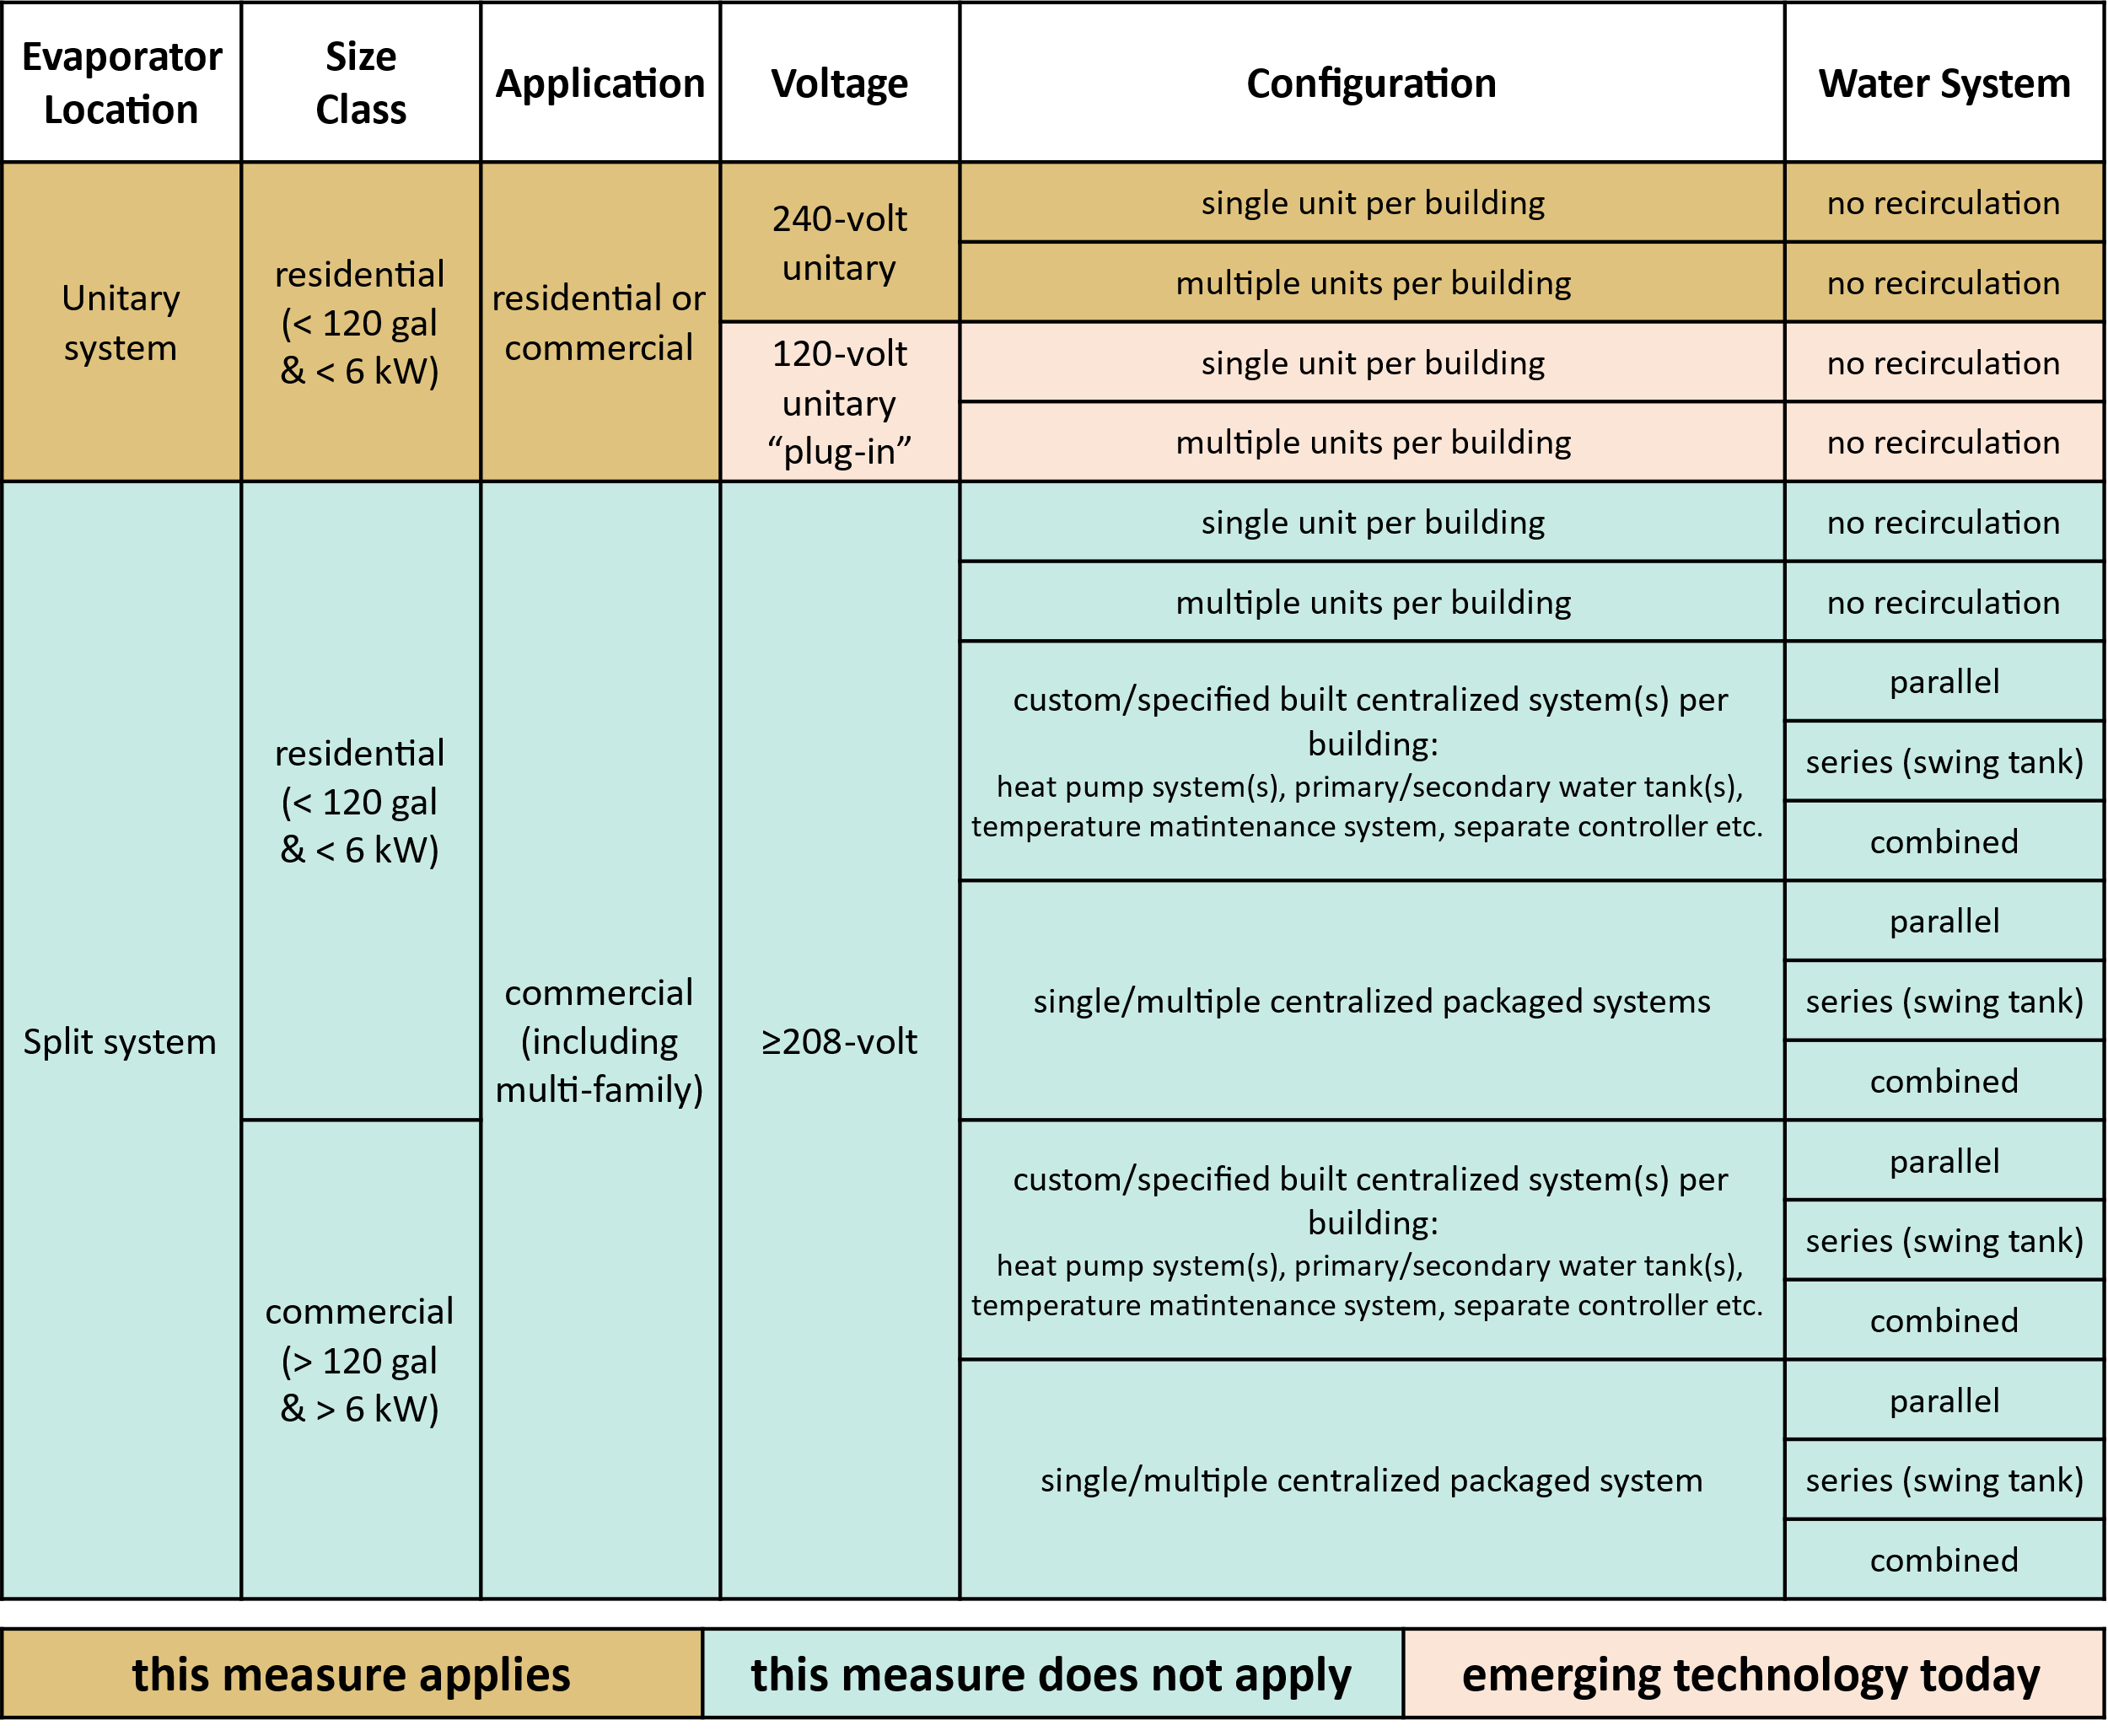 Evaporator
Location
Size
Class
Application
Voltage
Configuration
Water System
Unitary
system
residential
(< 120 gal
& < 6 kW)
residential or
commercial
240-volt
unitary
single unit per building
no recirculation
multiple units per building
no recirculation
120-volt
unitary
“plug-in”
single unit per building
no recirculation
multiple units per building
no recirculation
Split system
residential
(< 120 gal
& < 6 kW)
commercial
(including
multi-family)
≥208-volt
single unit per building
no recirculation
multiple units per building
no recirculation
custom/specified built centralized system(s) per
building:
heat pump system(s), primary/secondary water tank(s),
temperature matintenance system, separate controller etc.
parallel
series (swing tank)
combined
single/multiple centralized packaged systems
parallel
series (swing tank)
combined
commercial
(> 120 gal
& > 6 kW)
custom/specified built centralized system(s) per
building:
heat pump system(s), primary/secondary water tank(s),
temperature matintenance system, separate controller etc.
parallel
series (swing tank)
combined
single/multiple centralized packaged system
parallel
series (swing tank)
combined
this measure applies
this measure does not apply
emerging technology today